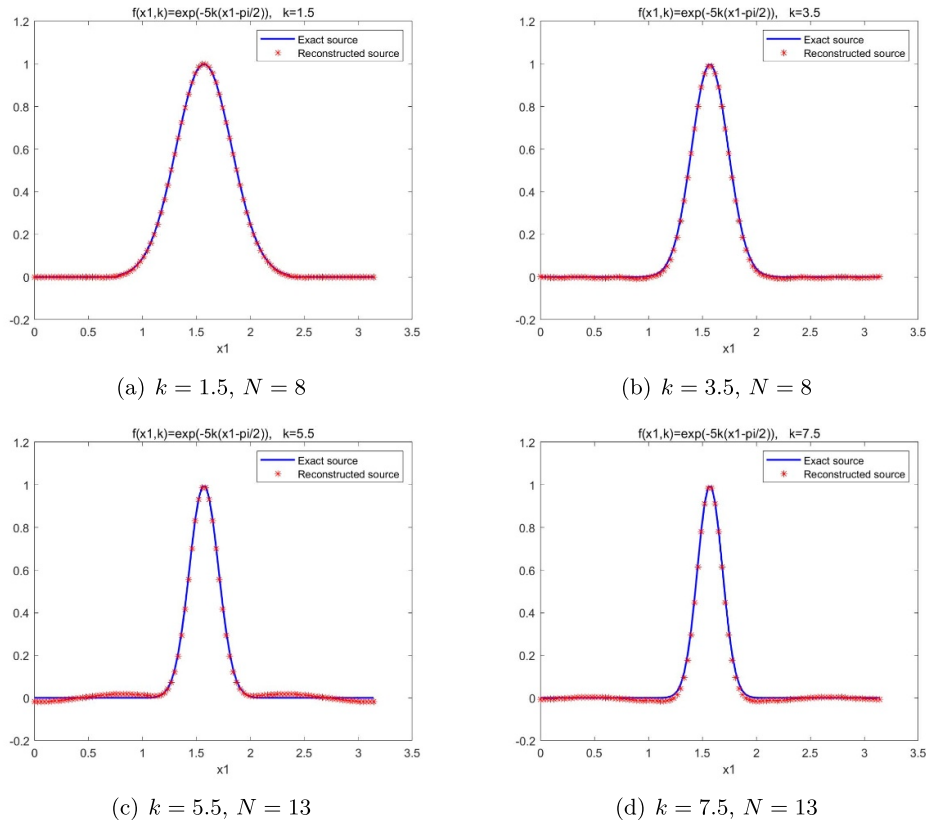 f(x1,k)=exp(-5k(x1-pi/2)), k=1.5
1.2
1
0.8
0.6
0.4
0.2
0
-0.2
Exact source
Reconstructed source
0 0.5 1 1.5 2 2.5 3 3.5
x1
(a) k = 1.5, N = 8
f(x1,k)=exp(-5k(x1-pi/2)), k=3.5
1.2
1
0.8
0.6
0.4
0.2
0
-0.2
Exact source
Reconstructed source
0 0.5 1 1.5 2 2.5 3 3.5
x1
(b) k = 3.5, N = 8
f(x1,k)=exp(-5k(x1-pi/2)), k=5.5
1.2
1
0.8
0.6
0.4
0.2
0
-0.2
Exact source
Reconstructed source
0 0.5 1 1.5 2 2.5 3 3.5
x1
(c) k = 5.5, N = 13
f(x1,k)=exp(-5k(x1-pi/2)), k=7.5
1.2
1
0.8
0.6
0.4
0.2
0
-0.2
Exact source
Reconstructed source
0 0.5 1 1.5 2 2.5 3 3.5
x1
(d) k = 7.5, N = 13